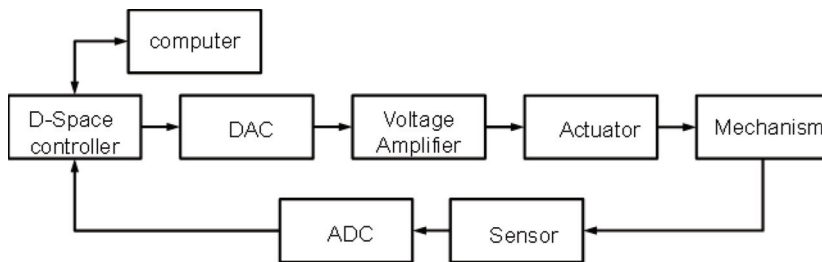 computer
D-Space
controller
DAC
Voltage
Amplifier
Actuator
Mechanism
ADC
Sensor